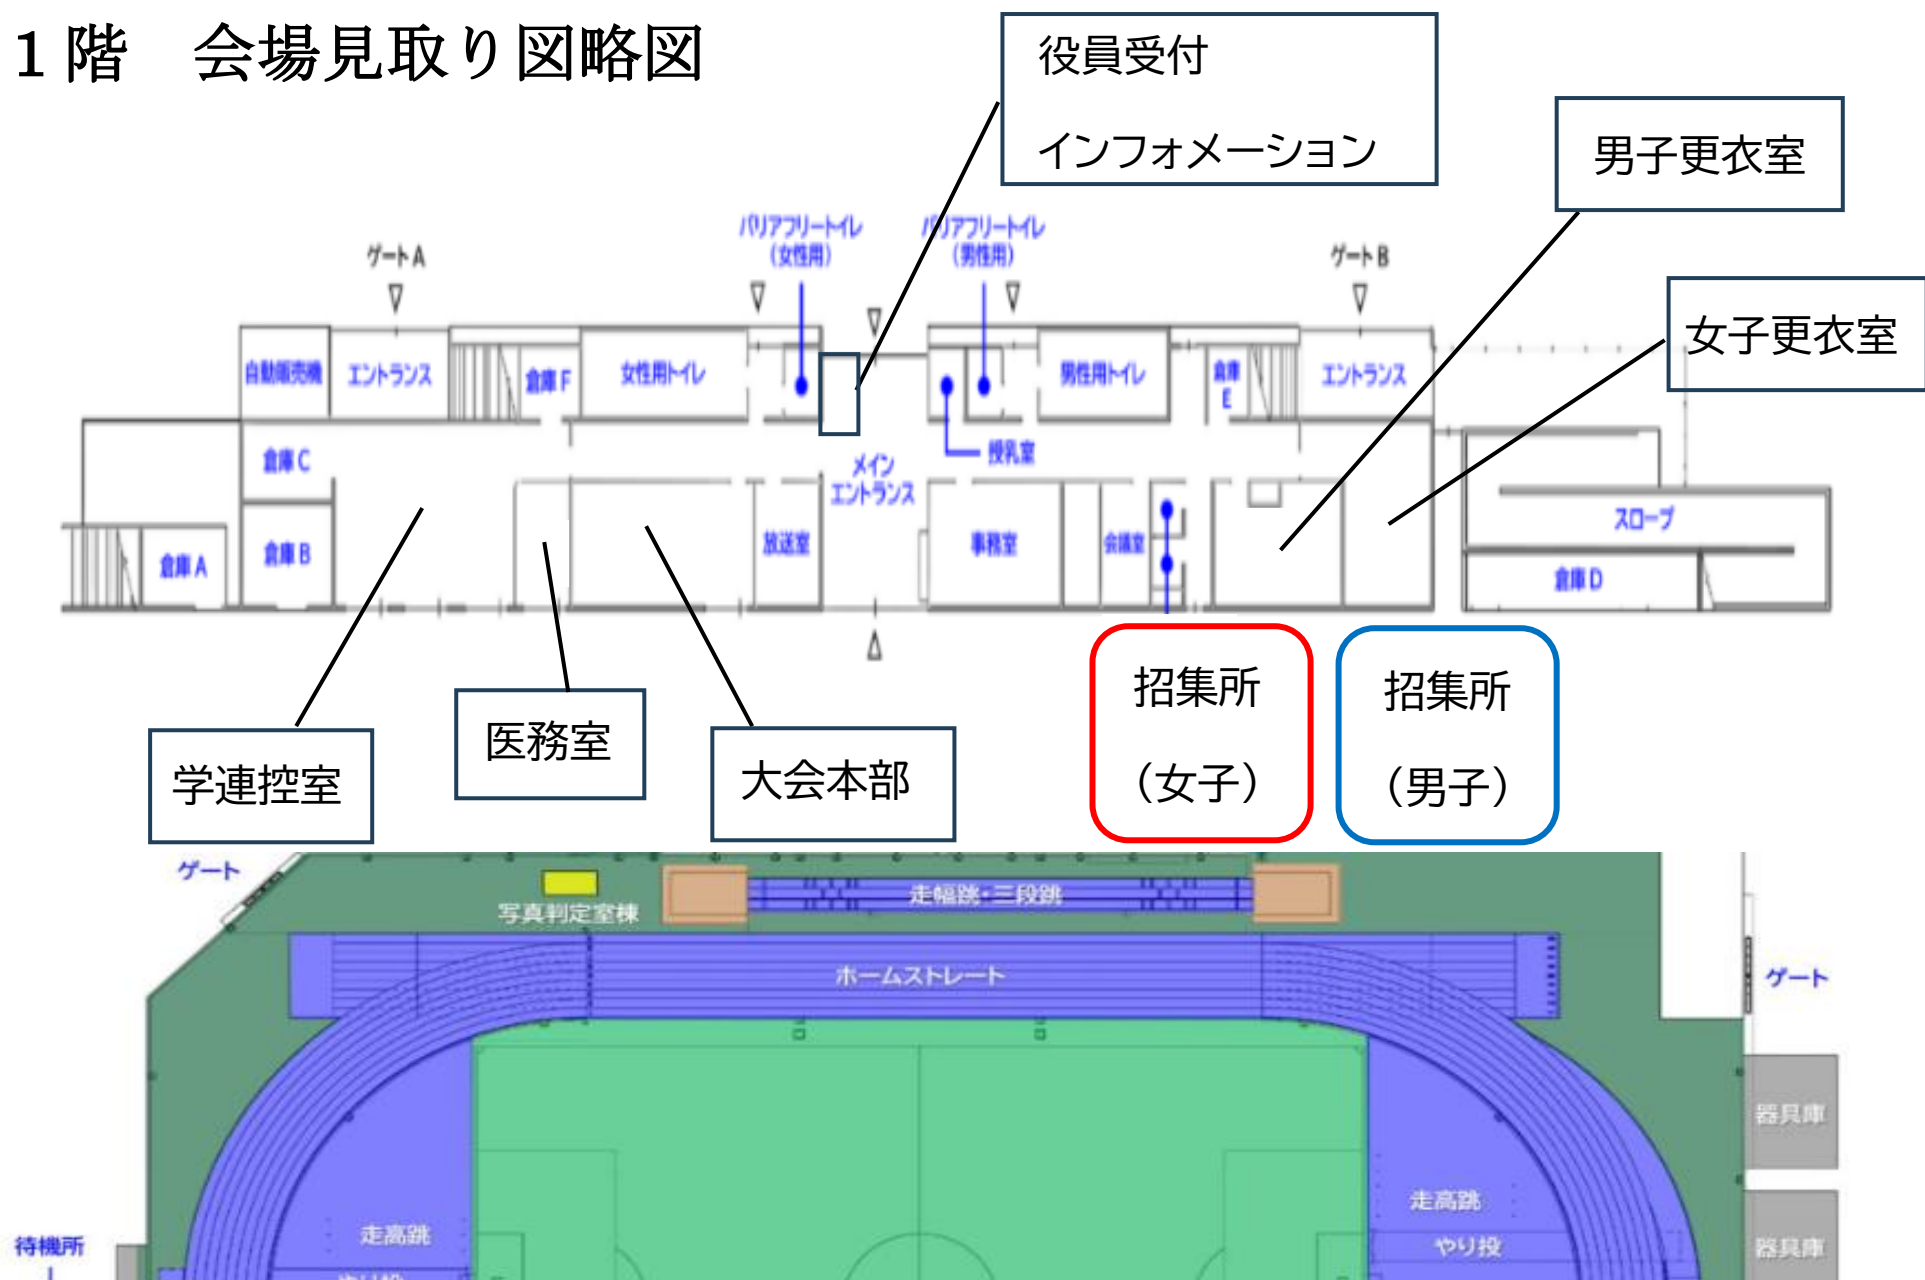 1階　会場見取り図略図
役員受付
インフォメーション
男子更衣室
女子更衣室
バリアフリートイレ
（女性用）
バリアフリートイレ
（男性用）
ゲートA
ゲートB
自動販売機
エントランス
倉庫F
女性用トイレ
男性用トイレ
倉庫
E
エントランス
倉庫C
メイン
エントランス
授乳室
倉庫A
倉庫B
放送室
事務室
会議室
スロープ
倉庫D
学連控室
医務室
大会本部
招集所
（女子）
招集所
（男子）
ゲート
写真判定室棟
走幅跳・三段跳
ホームストレート
ゲート
器具庫
走高跳
走高跳
やり投
器具庫
待機所
やり投